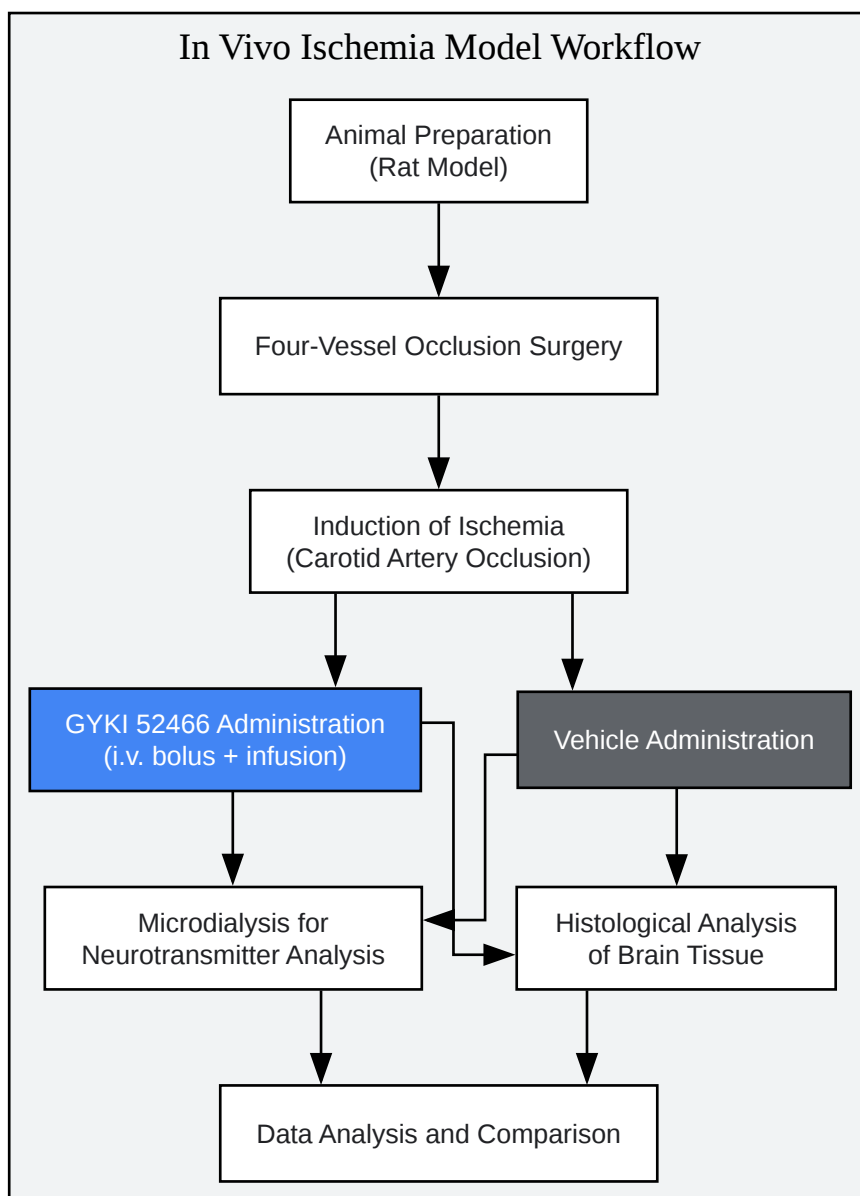 In Vivo Ischemia Model Workflow
Animal Preparation
(Rat Model)
Four-Vessel Occlusion Surgery
Induction of Ischemia
(Carotid Artery Occlusion)
GYKI 52466 Administration
(i.v. bolus + infusion)
Vehicle Administration
Microdialysis for
Neurotransmitter Analysis
Histological Analysis
of Brain Tissue
Data Analysis and Comparison